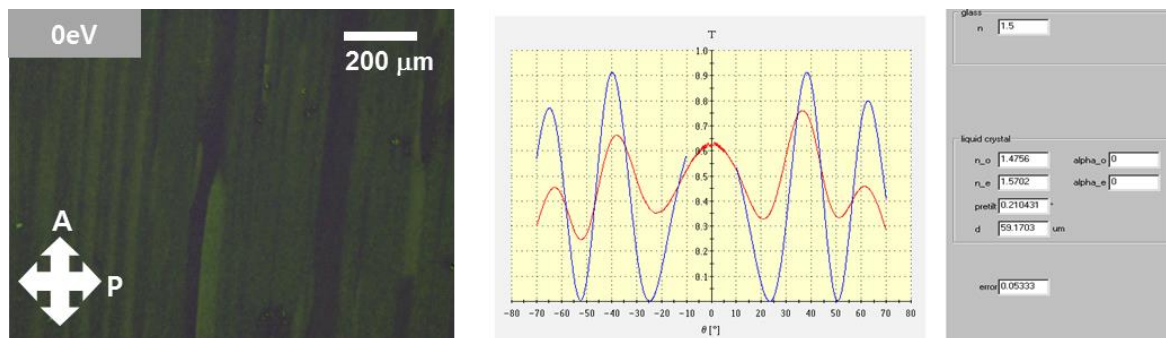 0eV
200 μm
A
P
T
1.0
0.9
0.8
0.7
0.6
0.5
0.4
0.3
0.2
0.1
-80 -70 -60 -50 -40 -30 -20 -10 0 10 20 30 40 50 60 70 80
θ [°]
glass
n 1.5
liquid crystal
n_o 1.4756 alpha_o 0
n_e 1.5702 alpha_e 0
pretilt 0.210431 °
d 59.1703 um
error 0.05333